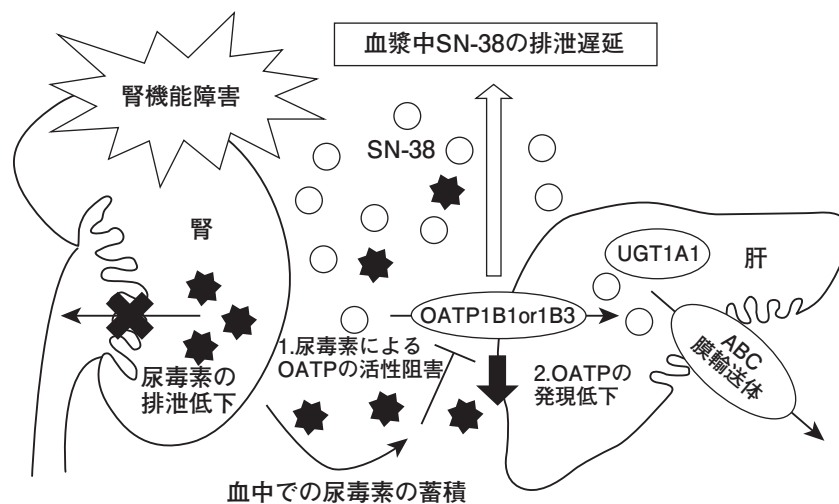 血漿中SN-38の排泄遅延
腎機能障害
SN-38
腎
UGT1A1
肝
OATP1B1or1B3
ABC
膜輸送体
1.尿毒素による
OATPの活性阻害
2.OATPの
発現低下
尿毒素の
排泄低下
血中での尿毒素の蓄積